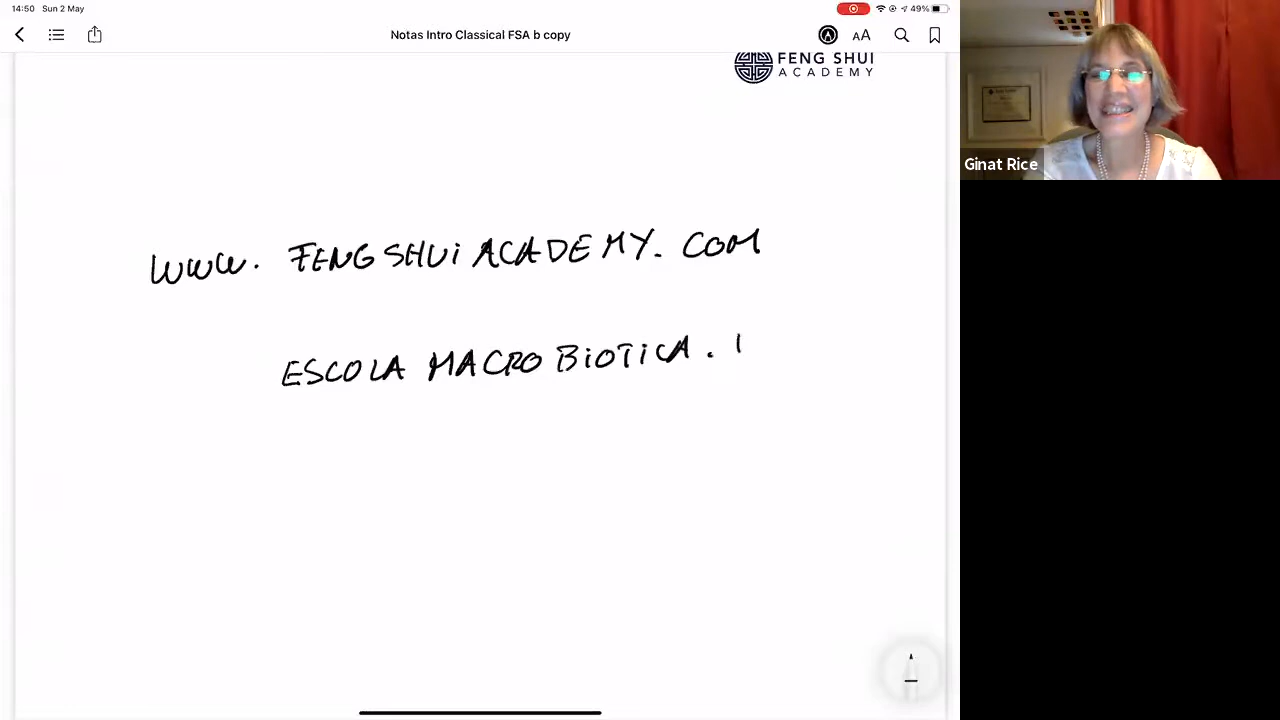 14:50 Sun 2 May 49%
Notas Intro Classical FSA b copy
AA
FENG SHUI
ACADEMY
Ginat Rice
WWW. FENGSHUIACADEMY. COM
ESCOLA MACROBIOTICA.